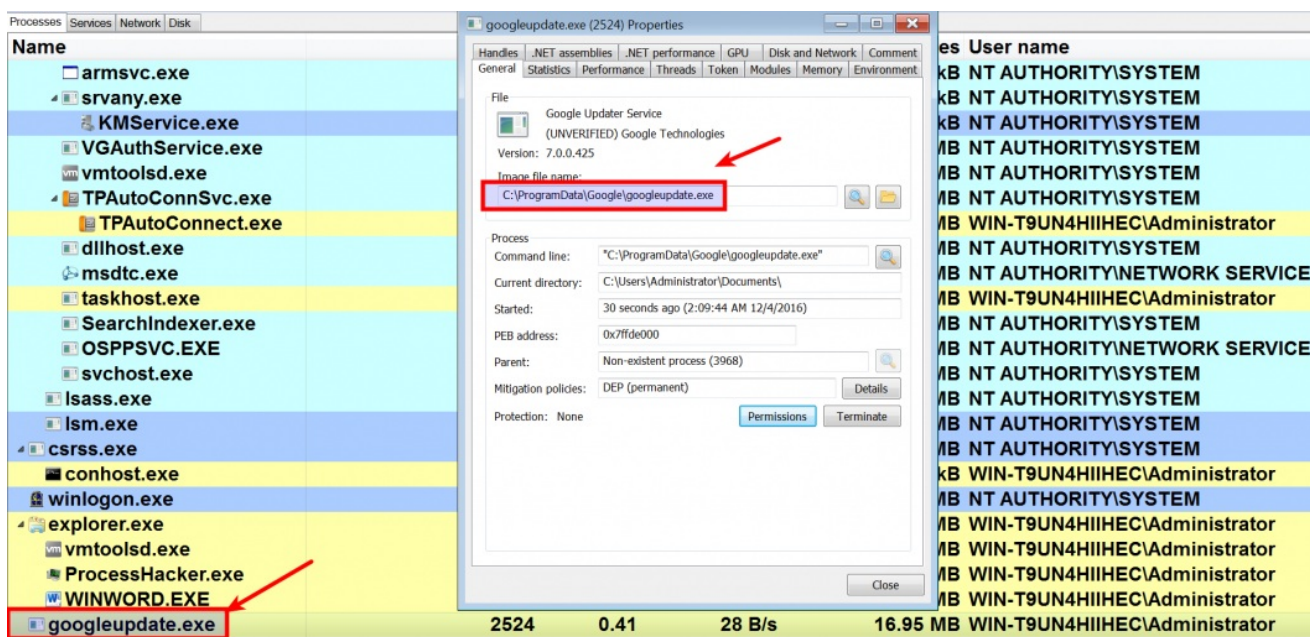 Processes Services Network Disk
Name
armsvc.exe
srvany.exe
KMService.exe
VGAuthService.exe
vmtoolsd.exe
TPAutoConnSvc.exe
TPAutoConnect.exe
dllhost.exe
msdtc.exe
taskhost.exe
SearchIndexer.exe
OSPPSVC.EXE
svchost.exe
lsass.exe
lsm.exe
csrss.exe
conhost.exe
winlogon.exe
explorer.exe
vmtoolsd.exe
ProcessHacker.exe
WINWORD.EXE
googleupdate.exe 2524 0.41 28 B/s 16.95 MB WIN-T9UN4HIIHEC\Administrator
googleupdate.exe (2524) Properties
Handles .NET assemblies .NET performance GPU Disk and Network Comment
General Statistics Performance Threads Token Modules Memory Environment
File
Google Updater Service
(UNVERIFIED) Google Technologies
Version: 7.0.0.425
Image file name:
C:\ProgramData\Google\googleupdate.exe
Process
Command line: "C:\ProgramData\Google\googleupdate.exe"
Current directory: C:\Users\Administrator\Documents\
Started: 30 seconds ago (2:09:44 AM 12/4/2016)
PEB address: 0x7ffde000
Parent: Non-existent process (3968)
Mitigation policies: DEP (permanent) Details
Protection: None Permissions Terminate
Close
es User name
kB NT AUTHORITY\SYSTEM
kB NT AUTHORITY\SYSTEM
kB NT AUTHORITY\SYSTEM
MB NT AUTHORITY\SYSTEM
MB NT AUTHORITY\SYSTEM
MB NT AUTHORITY\SYSTEM
MB WIN-T9UN4HIIHEC\Administrator
MB NT AUTHORITY\SYSTEM
MB NT AUTHORITY\NETWORK SERVICE
MB WIN-T9UN4HIIHEC\Administrator
MB NT AUTHORITY\SYSTEM
MB NT AUTHORITY\NETWORK SERVICE
MB NT AUTHORITY\SYSTEM
MB NT AUTHORITY\SYSTEM
MB NT AUTHORITY\SYSTEM
MB NT AUTHORITY\SYSTEM
kB WIN-T9UN4HIIHEC\Administrator
MB NT AUTHORITY\SYSTEM
MB WIN-T9UN4HIIHEC\Administrator
MB WIN-T9UN4HIIHEC\Administrator
MB WIN-T9UN4HIIHEC\Administrator
MB WIN-T9UN4HIIHEC\Administrator